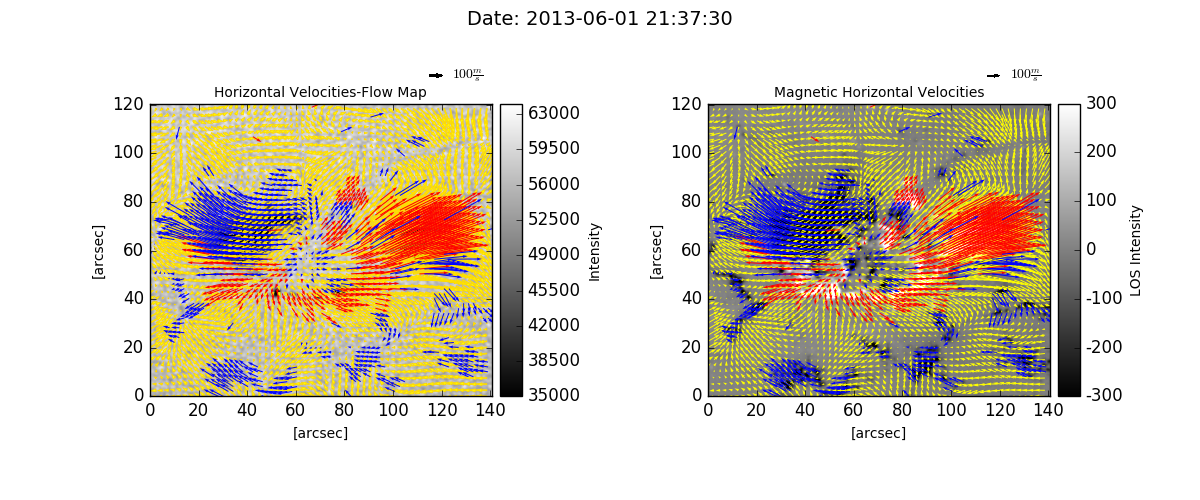 Date: 2013-06-01 21:37:30
100 m/s
100 m/s
Horizontal Velocities-Flow Map
Magnetic Horizontal Velocities
120
100
80
60
40
20
0
[arcsec]
0 20 40 60 80 100 120 140
[arcsec]
63000
59500
56000
52500
49000
45500
42000
38500
35000
Intensity
120
100
80
60
40
20
0
[arcsec]
0 20 40 60 80 100 120 140
[arcsec]
300
200
100
0
-100
-200
-300
LOS Intensity